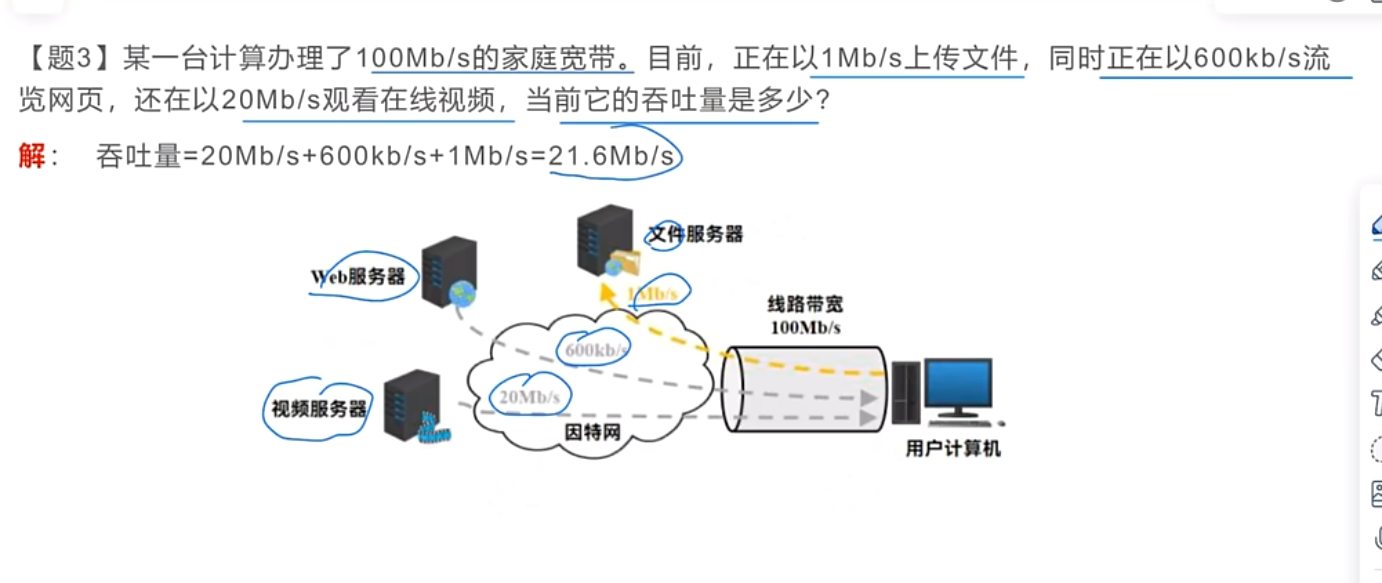 【题3】某一台计算办理了100Mb/s的家庭宽带。目前，正在以1Mb/s上传文件，同时正在以600kb/s流
览网页，还在以20Mb/s观看在线视频，当前它的吞吐量是多少？
解： 吞吐量=20Mb/s+600kb/s+1Mb/s=21.6Mb/s
文件服务器
Web服务器
1Mb/s
线路带宽
100Mb/s
600kb/s
20Mb/s
视频服务器
因特网
用户计算机